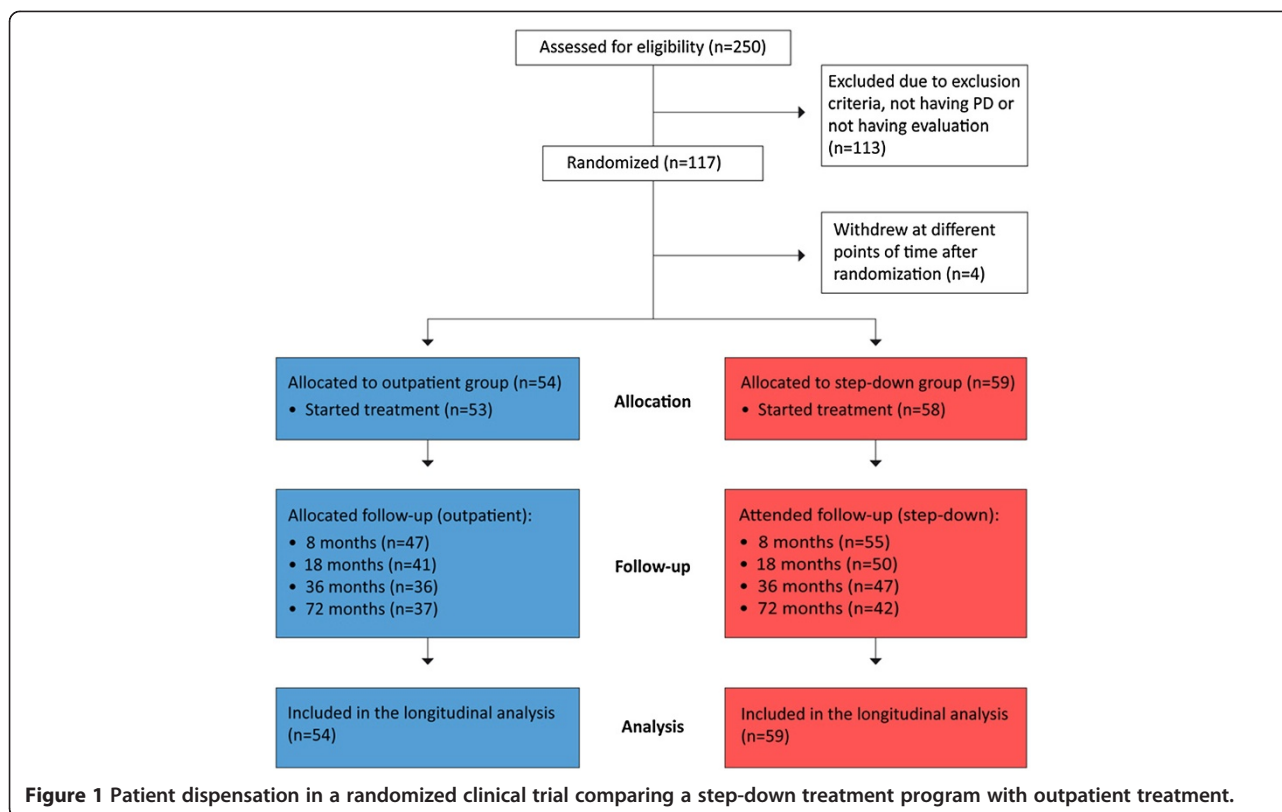 Assessed for eligibility (n=250)
Excluded due to exclusion
criteria, not having PD or
not having evaluation
(n=113)
Randomized (n=117)
Withdrew at different
points of time after
randomization (n=4)
Allocated to outpatient group (n=54)
• Started treatment (n=53)
Allocation
Allocated to step-down group (n=59)
• Started treatment (n=58)
Allocated follow-up (outpatient):
• 8 months (n=47)
• 18 months (n=41)
• 36 months (n=36)
• 72 months (n=37)
Follow-up
Attended follow-up (step-down):
• 8 months (n=55)
• 18 months (n=50)
• 36 months (n=47)
• 72 months (n=42)
Included in the longitudinal analysis
(n=54)
Analysis
Included in the longitudinal analysis
(n=59)
Figure 1 Patient dispensation in a randomized clinical trial comparing a step-down treatment program with outpatient treatment.